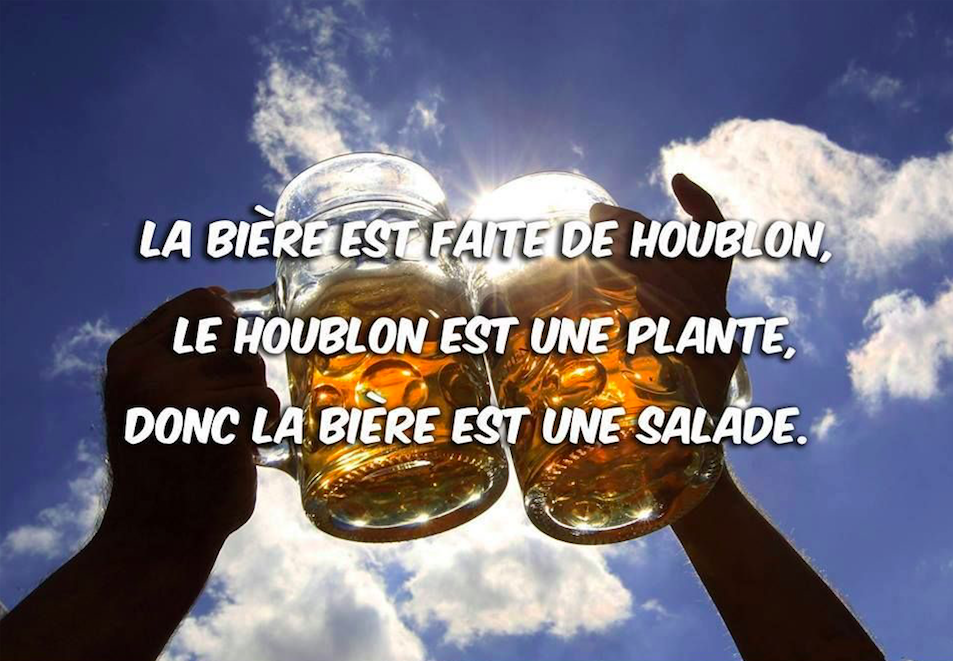 LA BIÈRE EST FAITE DE HOUBLON,
LE HOUBLON EST UNE PLANTE,
DONC LA BIÈRE EST UNE SALADE.